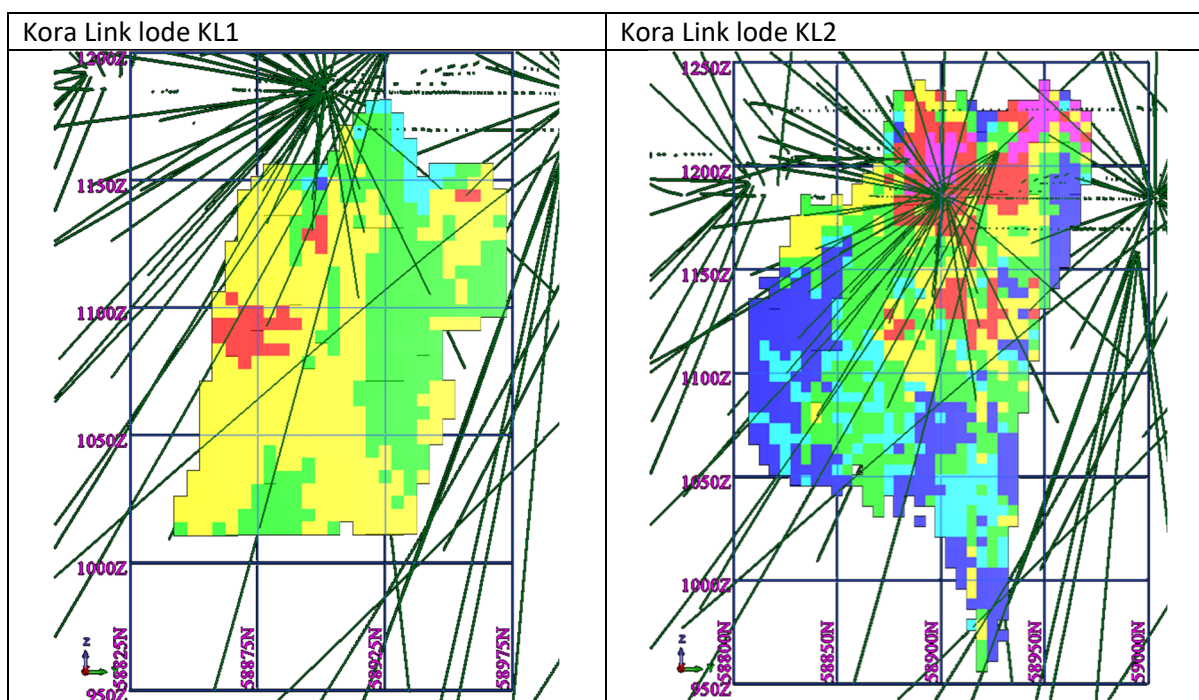 Kora Link lode KL1
Kora Link lode KL2
1200Z
1150Z
1100Z
1050Z
1000Z
950Z
58825N
58875N
58925N
58975N
Z
1250Z
1200Z
1150Z
1100Z
1050Z
1000Z
950Z
58800N
58850N
58900N
58950N
59000N
Z